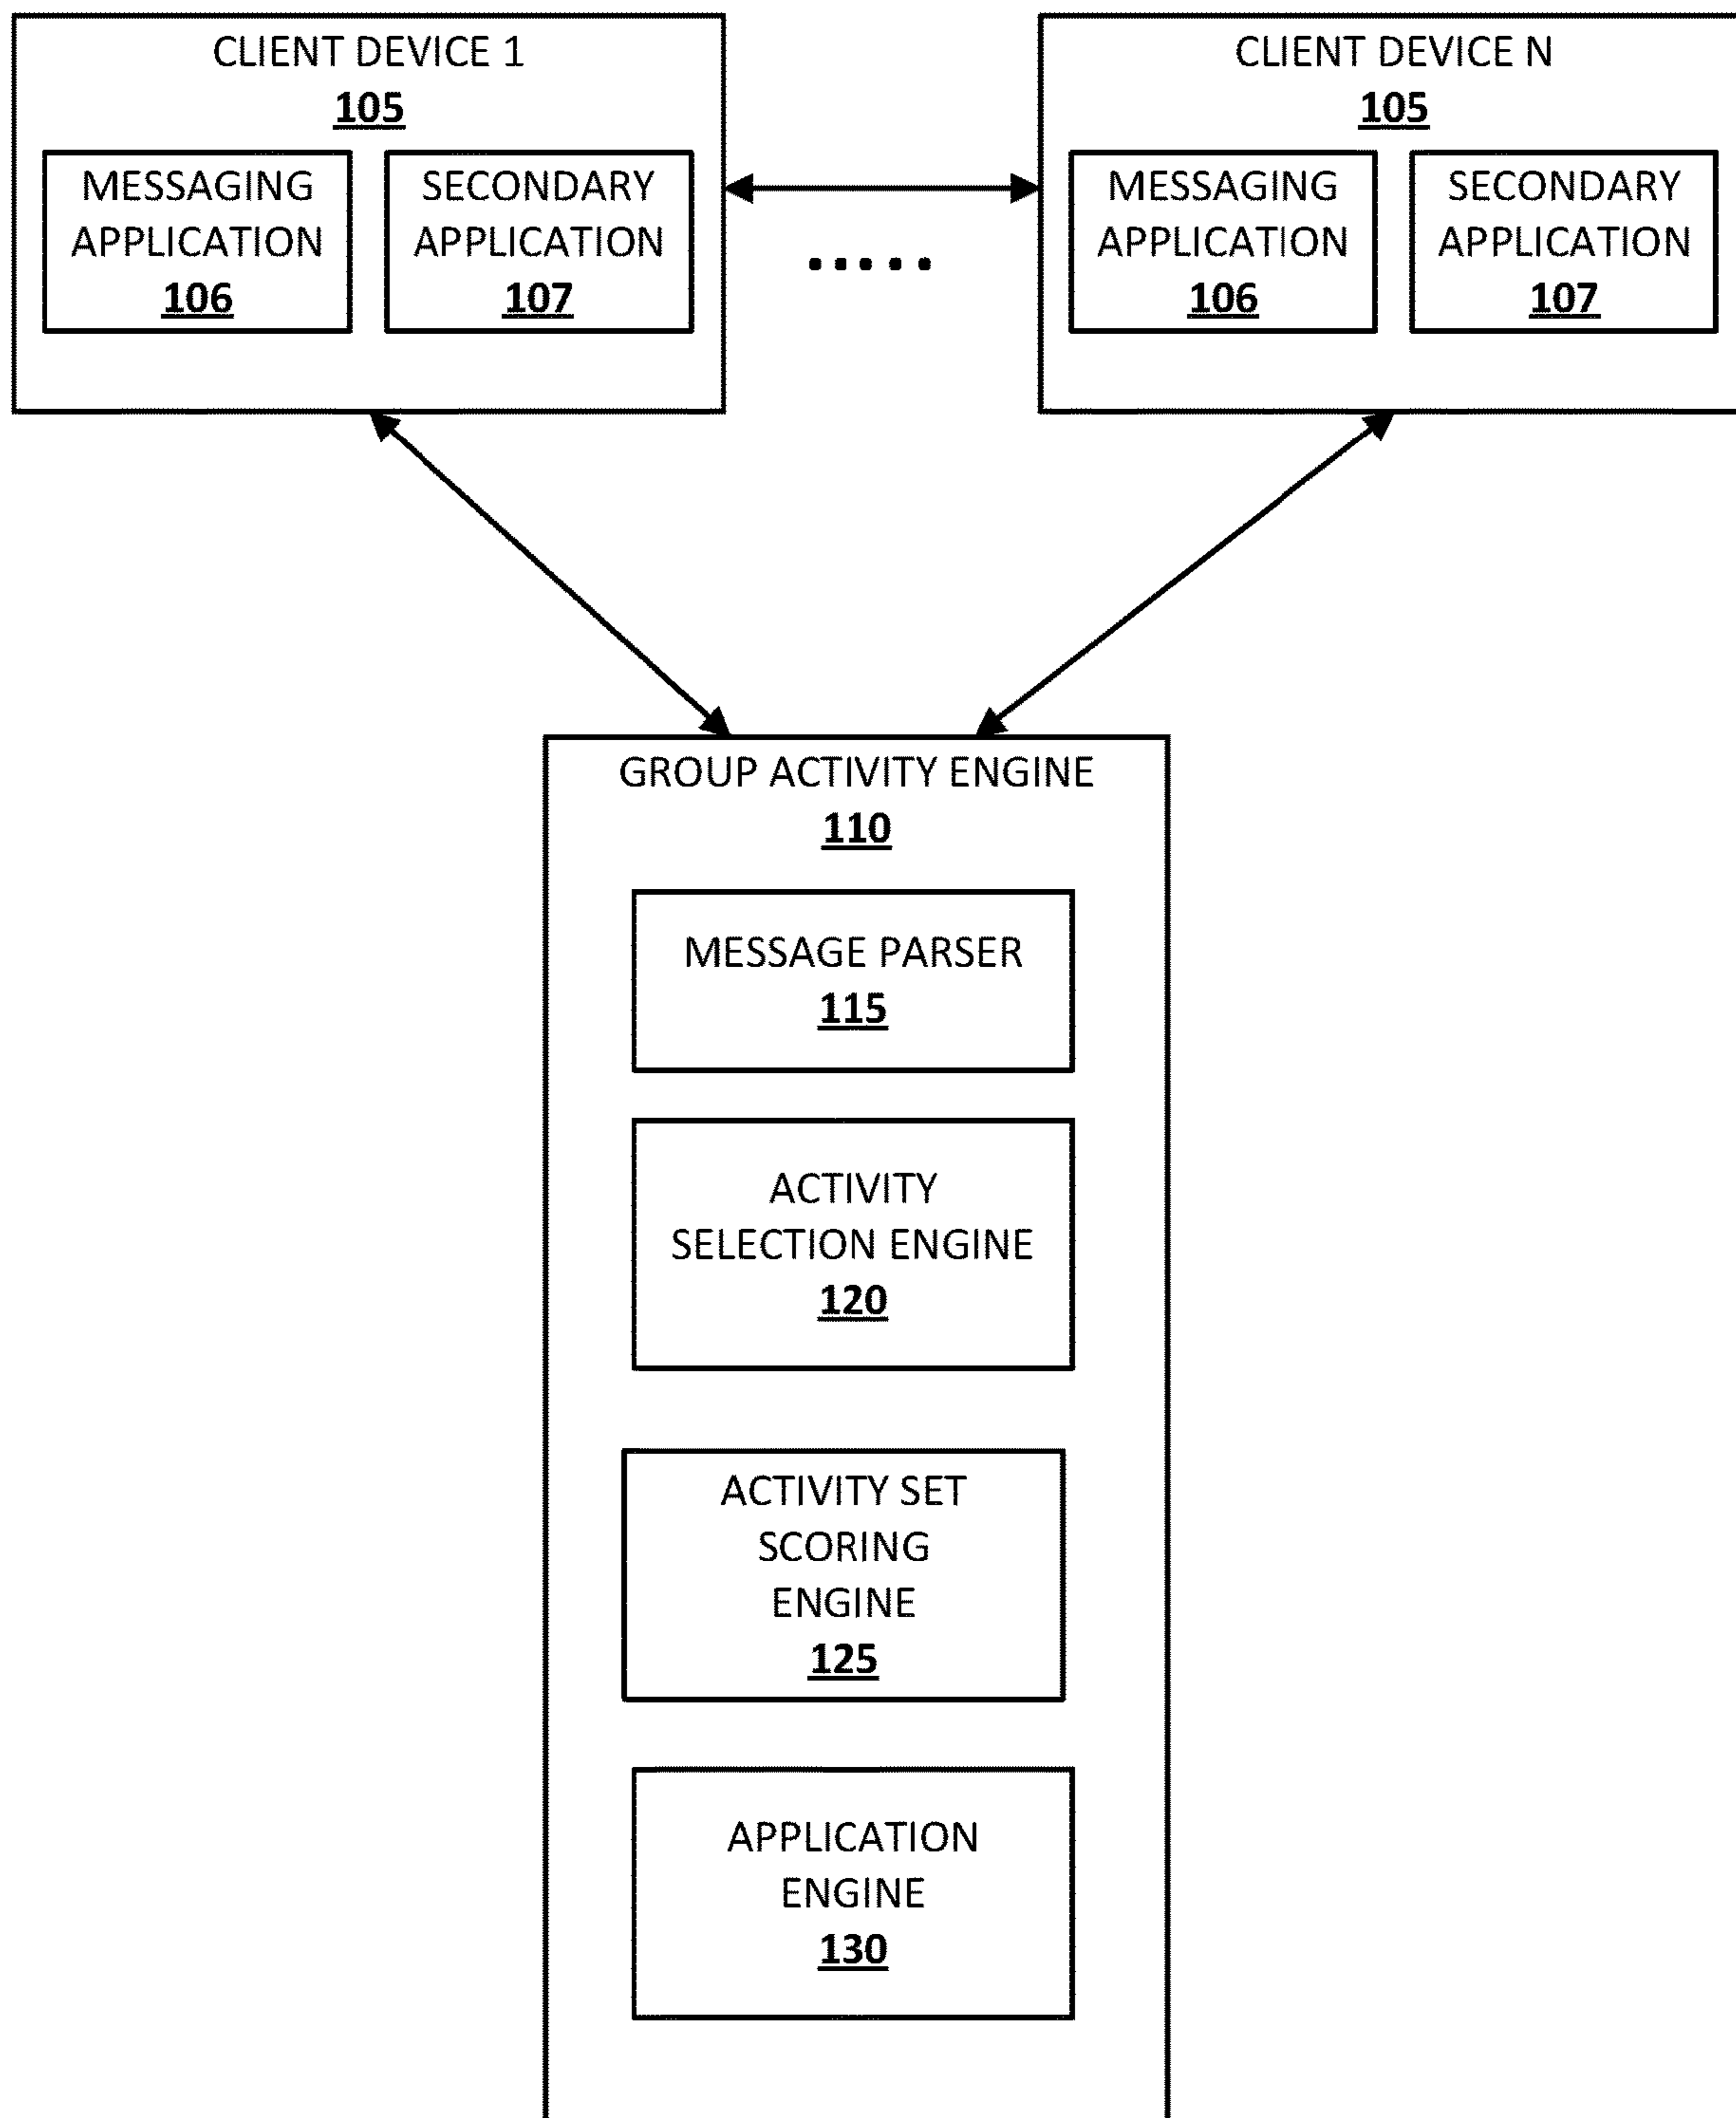 CLIENT DEVICE 1
105
MESSAGING
APPLICATION
106
SECONDARY
APPLICATION
107
.....
CLIENT DEVICE N
105
MESSAGING
APPLICATION
106
SECONDARY
APPLICATION
107
GROUP ACTIVITY ENGINE
110
MESSAGE PARSER
115
ACTIVITY
SELECTION ENGINE
120
ACTIVITY SET
SCORING
ENGINE
125
APPLICATION
ENGINE
130